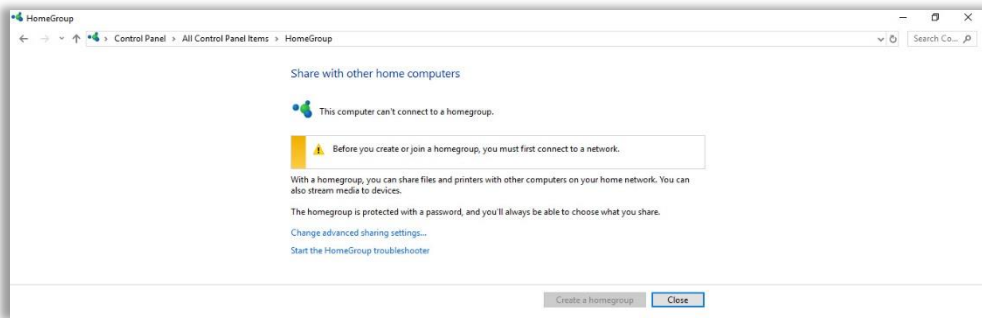 HomeGroup
Control Panel > All Control Panel Items > HomeGroup
Search Co...
Share with other home computers
This computer can't connect to a homegroup.
Before you create or join a homegroup, you must first connect to a network.
With a homegroup, you can share files and printers with other computers on your home network. You can
also stream media to devices.
The homegroup is protected with a password, and you'll always be able to choose what you share.
Change advanced sharing settings...
Start the HomeGroup troubleshooter
Create a homegroup Close